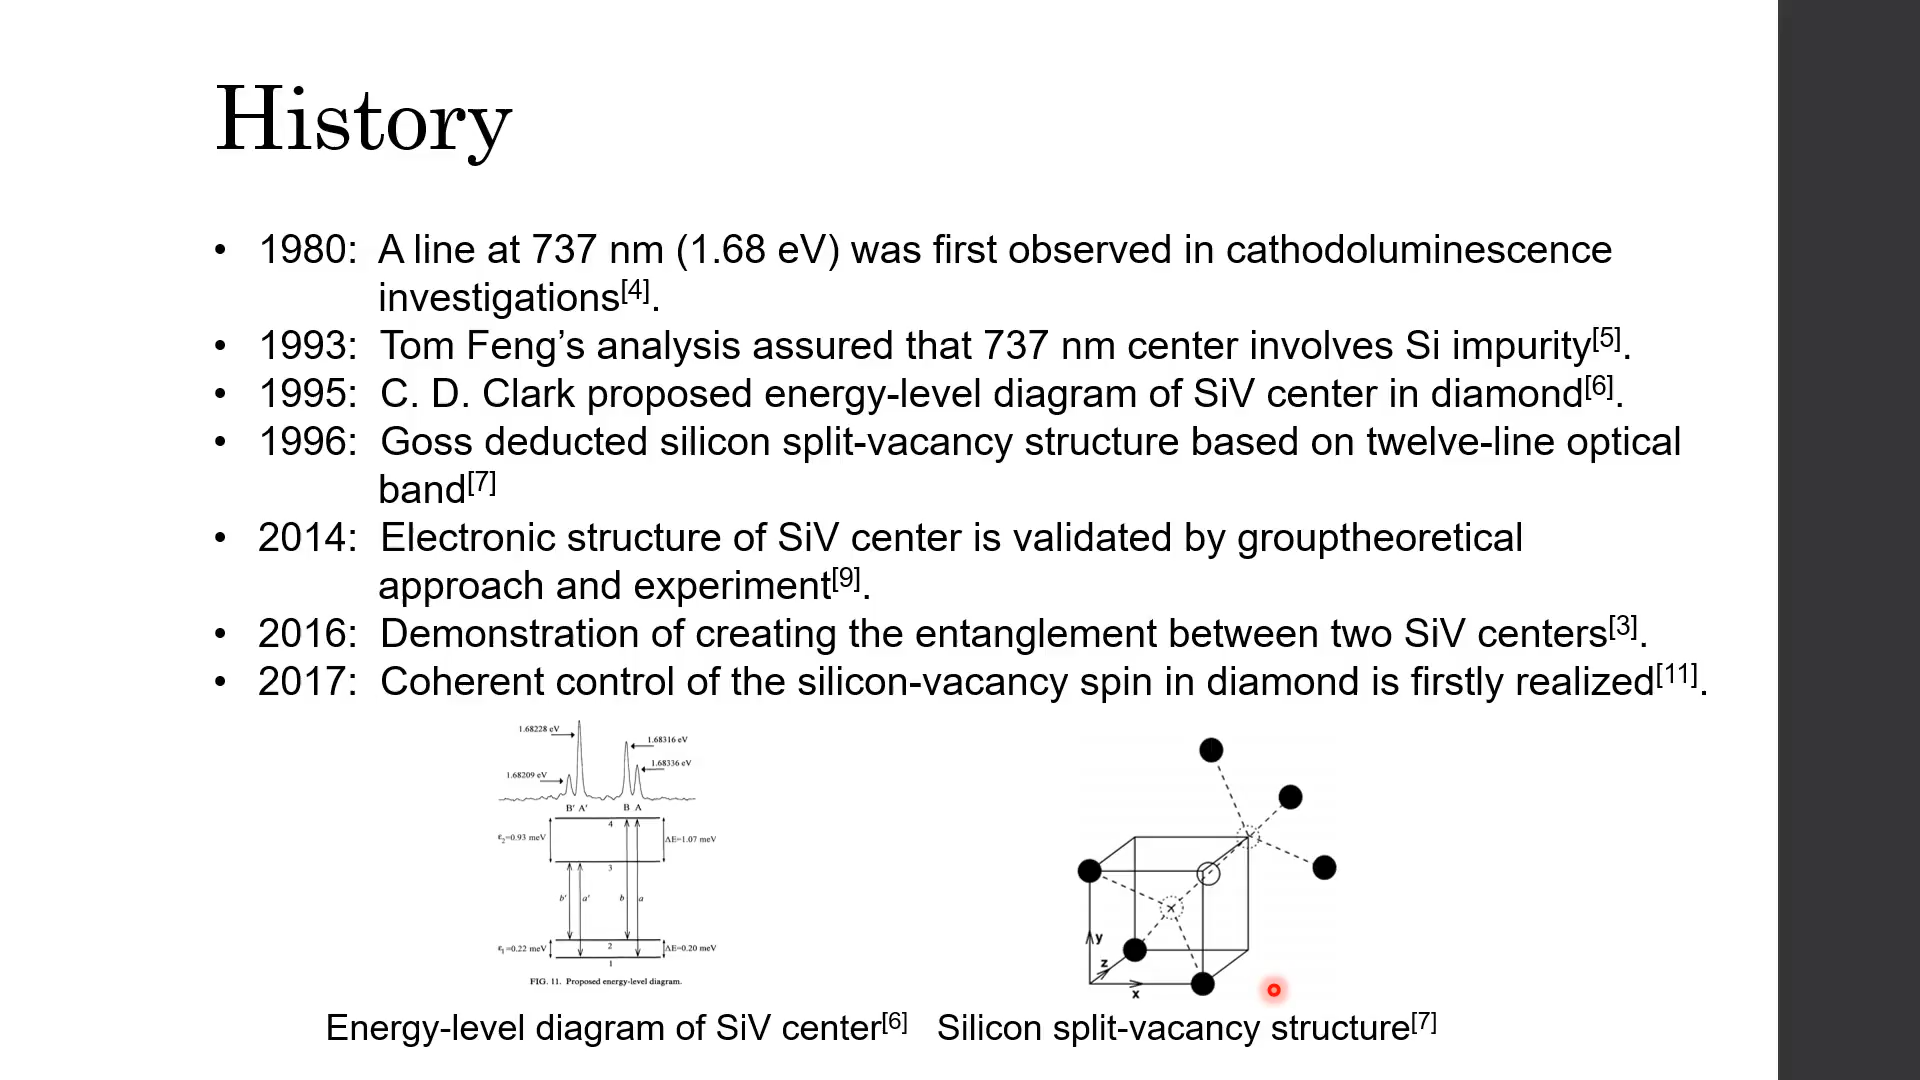 History
• 1980: A line at 737 nm (1.68 eV) was first observed in cathodoluminescence
investigations[4].
• 1993: Tom Feng’s analysis assured that 737 nm center involves Si impurity[5].
• 1995: C. D. Clark proposed energy-level diagram of SiV center in diamond[6].
• 1996: Goss deducted silicon split-vacancy structure based on twelve-line optical
band[7]
• 2014: Electronic structure of SiV center is validated by grouptheoretical
approach and experiment[9].
• 2016: Demonstration of creating the entanglement between two SiV centers[3].
• 2017: Coherent control of the silicon-vacancy spin in diamond is firstly realized[11].
1.68228 eV
1.68316 eV
1.68336 eV
1.68209 eV
B' A' B A
4
ε2=0.93 meV
ΔE=1.07 meV
3
b' a' b a
ε1=0.22 meV
2
ΔE=0.20 meV
1
FIG. 11. Proposed energy-level diagram.
y
z
x
Energy-level diagram of SiV center[6]
Silicon split-vacancy structure[7]